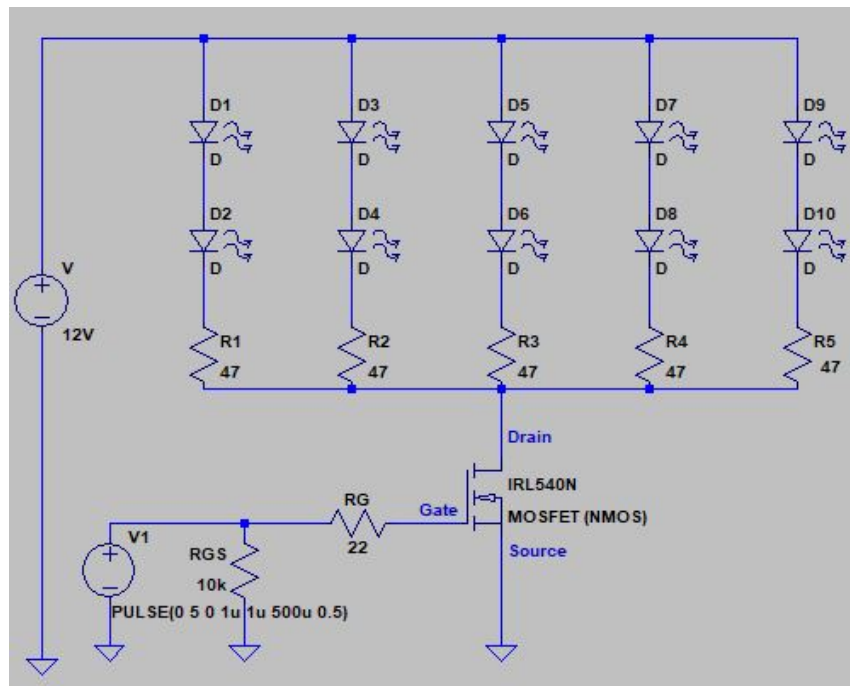 D1
D3
D5
D7
D9
D
D
D
D
D
D2
D4
D6
D8
D10
D
D
D
D
D
V
12V
R1
R2
R3
R4
R5
47
47
47
47
47
Drain
IRL540N
MOSFET (NMOS)
Gate
Source
RG
22
V1
RGS
10k
PULSE(0 5 0 1u 1u 500u 0.5)